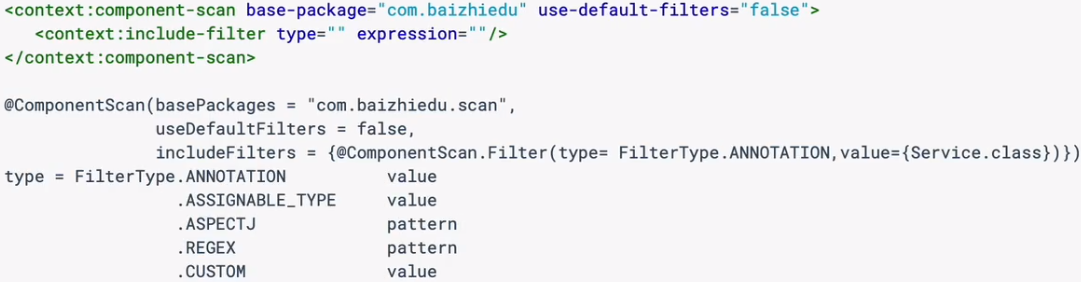 <context:component-scan base-package="com.baizhiedu" use-default-filters="false">
   <context:include-filter type="" expression=""/>
</context:component-scan>

@ComponentScan(basePackages = "com.baizhiedu.scan",
               useDefaultFilters = false,
               includeFilters = {@ComponentScan.Filter(type= FilterType.ANNOTATION,value={Service.class})})
type = FilterType.ANNOTATION          value
                 .ASSIGNABLE_TYPE     value
                 .ASPECTJ             pattern
                 .REGEX               pattern
                 .CUSTOM              value